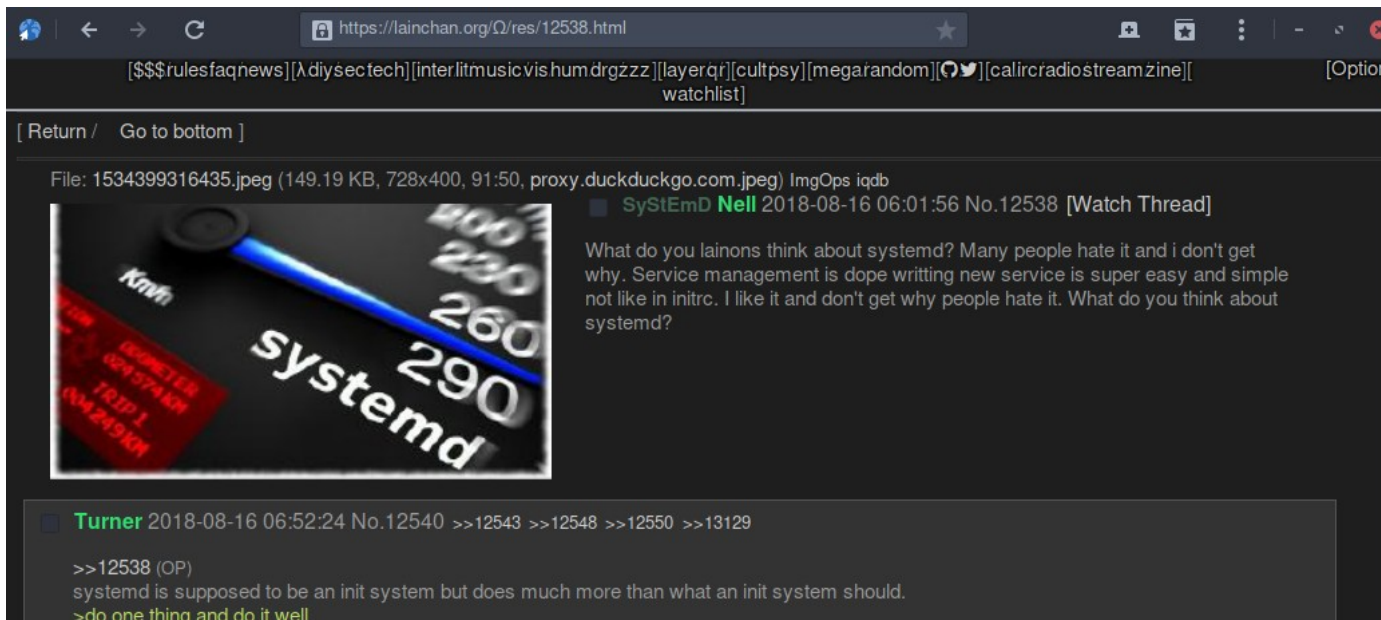 https://lainchan.org/Ω/res/12538.html
[$$$rulesfaqnews][λdiysectech][interlitmusicvishumdrgzzz][layerqr][cultpsy][megarandom][][calircradiostreamzine][
watchlist]
[Option
[ Return / Go to bottom ]
File: 1534399316435.jpeg (149.19 KB, 728x400, 91:50, proxy.duckduckgo.com.jpeg) ImgOps iqdb
SyStEmD Nell 2018-08-16 06:01:56 No.12538 [Watch Thread]
What do you lainons think about systemd? Many people hate it and i don't get
why. Service management is dope writting new service is super easy and simple
not like in initrc. I like it and don't get why people hate it. What do you think about
systemd?
Km/h
260
290
systemd
ODOMETER
024574KM
TRIP 1
004249KM
Turner 2018-08-16 06:52:24 No.12540 >>12543 >>12548 >>12550 >>13129
>>12538 (OP)
systemd is supposed to be an init system but does much more than what an init system should.
>do one thing and do it well